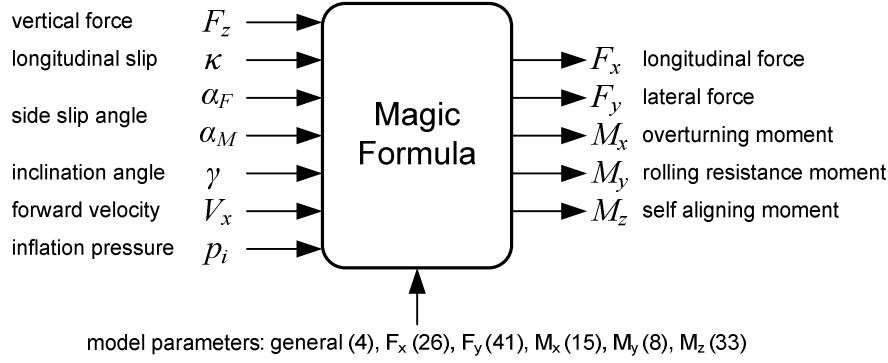 vertical force F_z
longitudinal slip κ
side slip angle
α_F
α_M
inclination angle γ
forward velocity V_x
inflation pressure p_i
Magic
Formula
F_x longitudinal force
F_y lateral force
M_x overturning moment
M_y rolling resistance moment
M_z self aligning moment
model parameters: general (4), F_x (26), F_y (41), M_x (15), M_y (8), M_z (33)